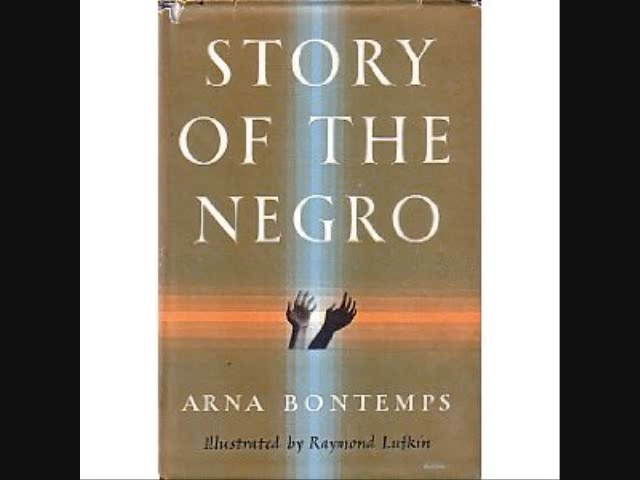 STORY
OF THE
NEGRO
ARNA BONTEMPS
Illustrated by Raymond Lufkin